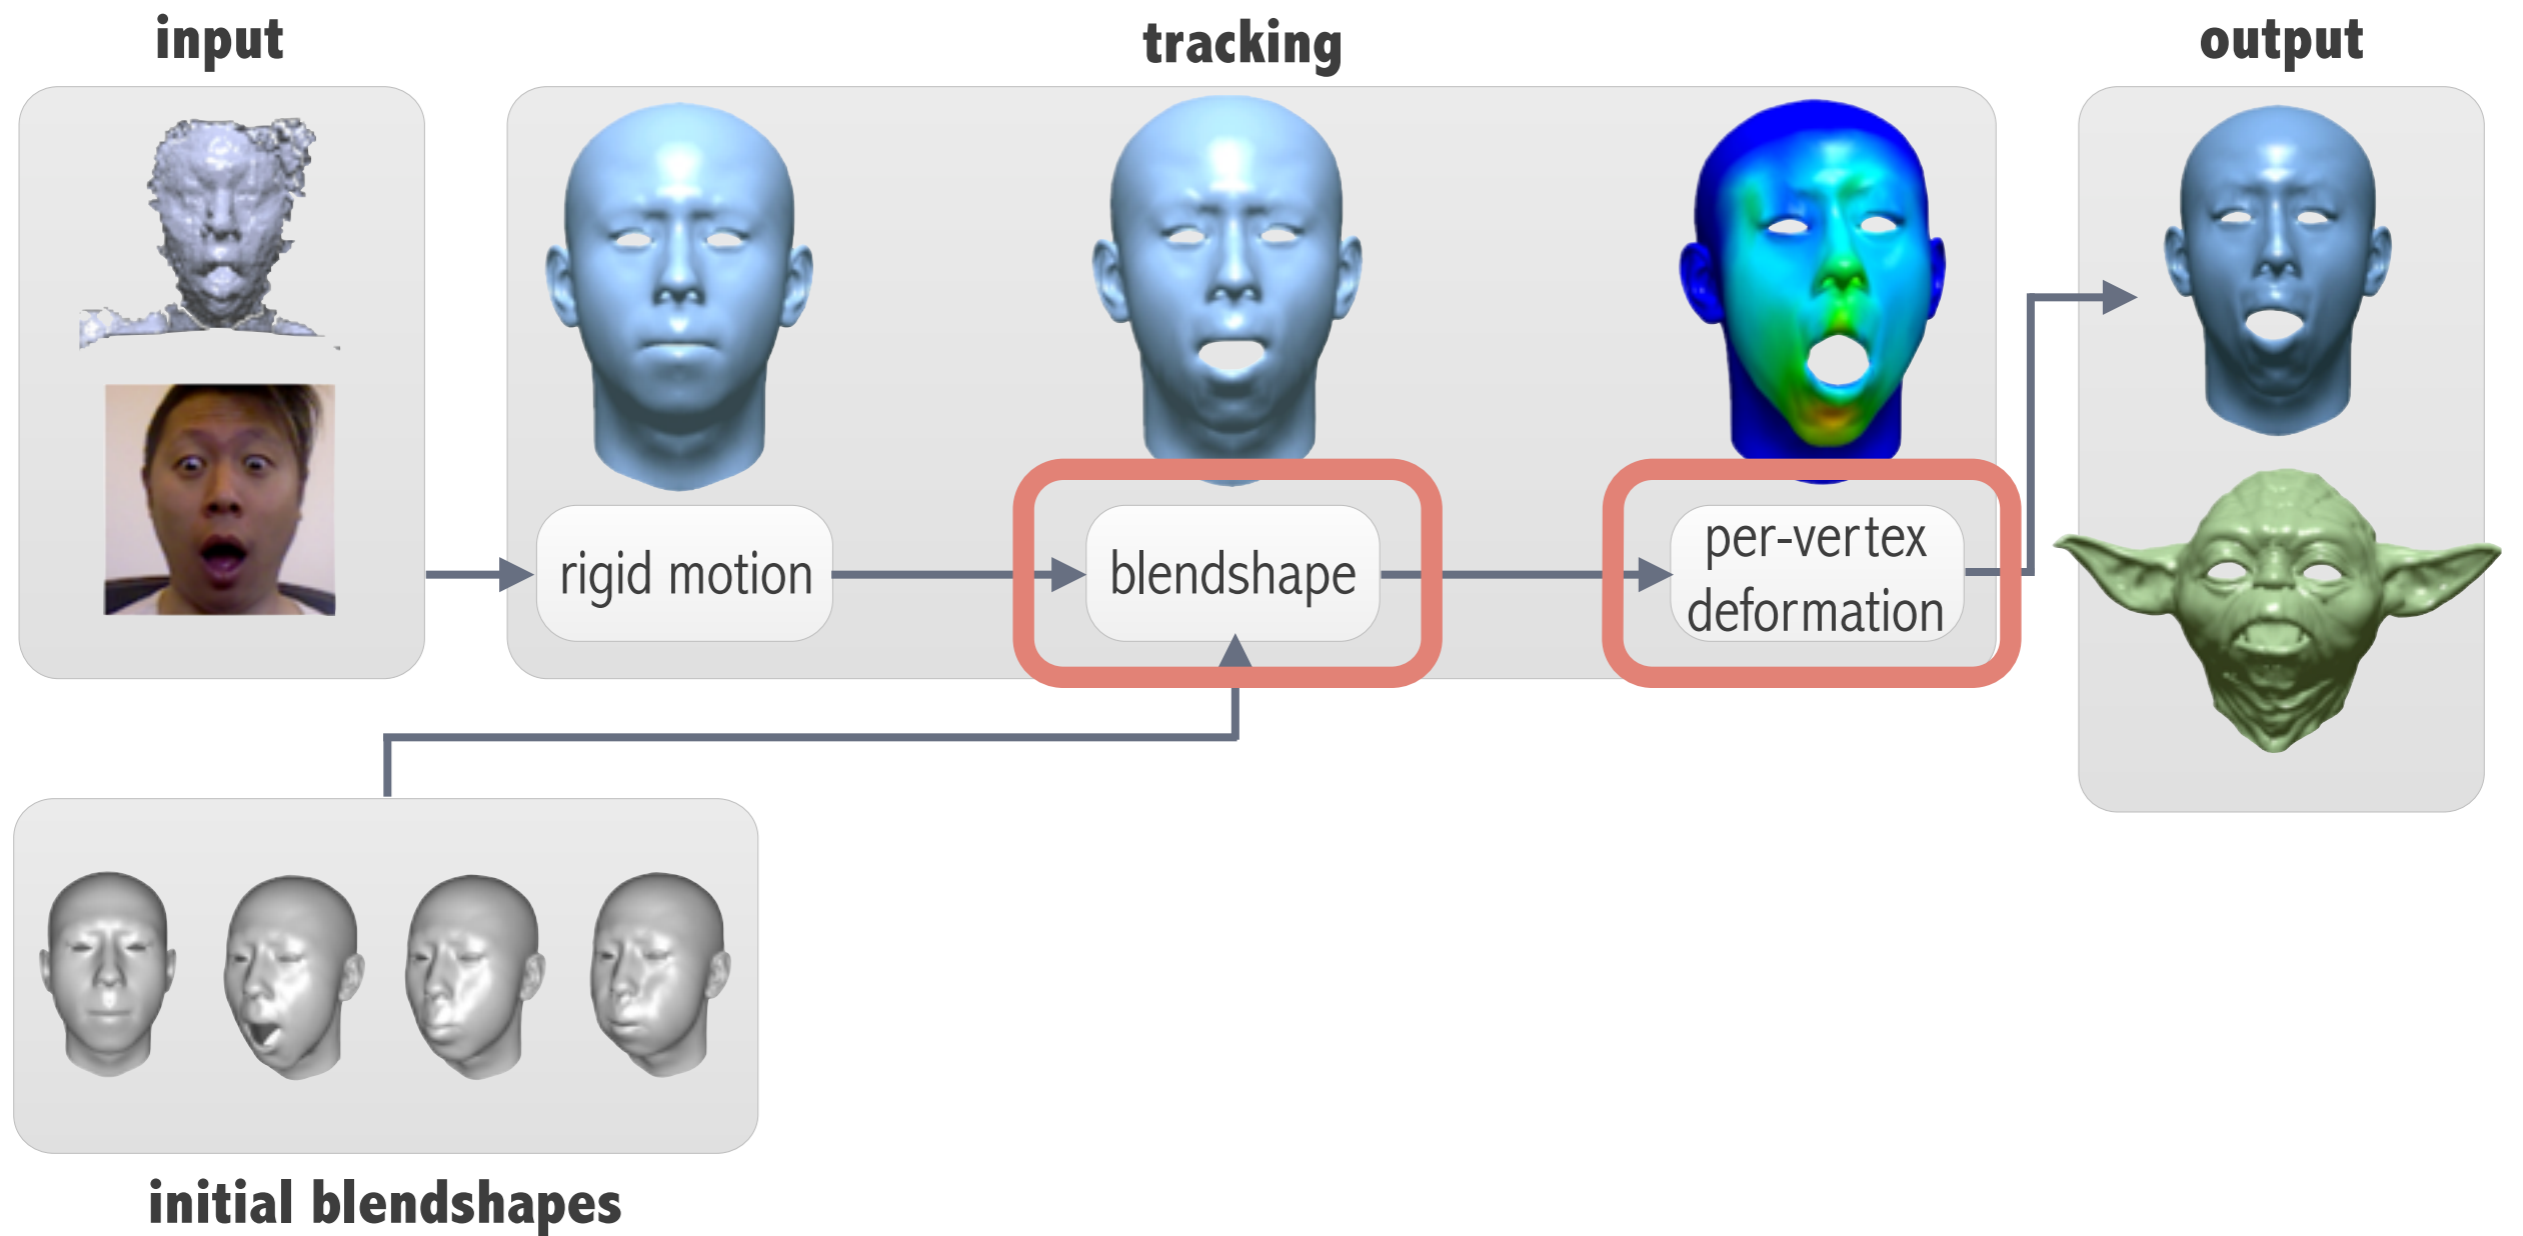 input
tracking
output
rigid motion
blendshape
per-vertex
deformation
initial blendshapes